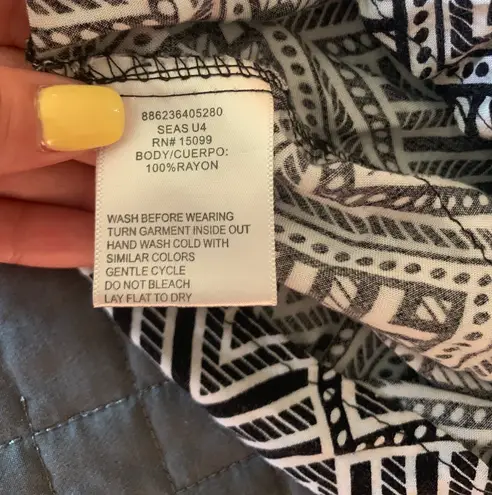 886236405280
SEAS U4
RN# 15099
BODY/CUERPO:
100%RAYON
WASH BEFORE WEARING
TURN GARMENT INSIDE OUT
HAND WASH COLD WITH
SIMILAR COLORS
GENTLE CYCLE
DO NOT BLEACH
LAY FLAT TO DRY